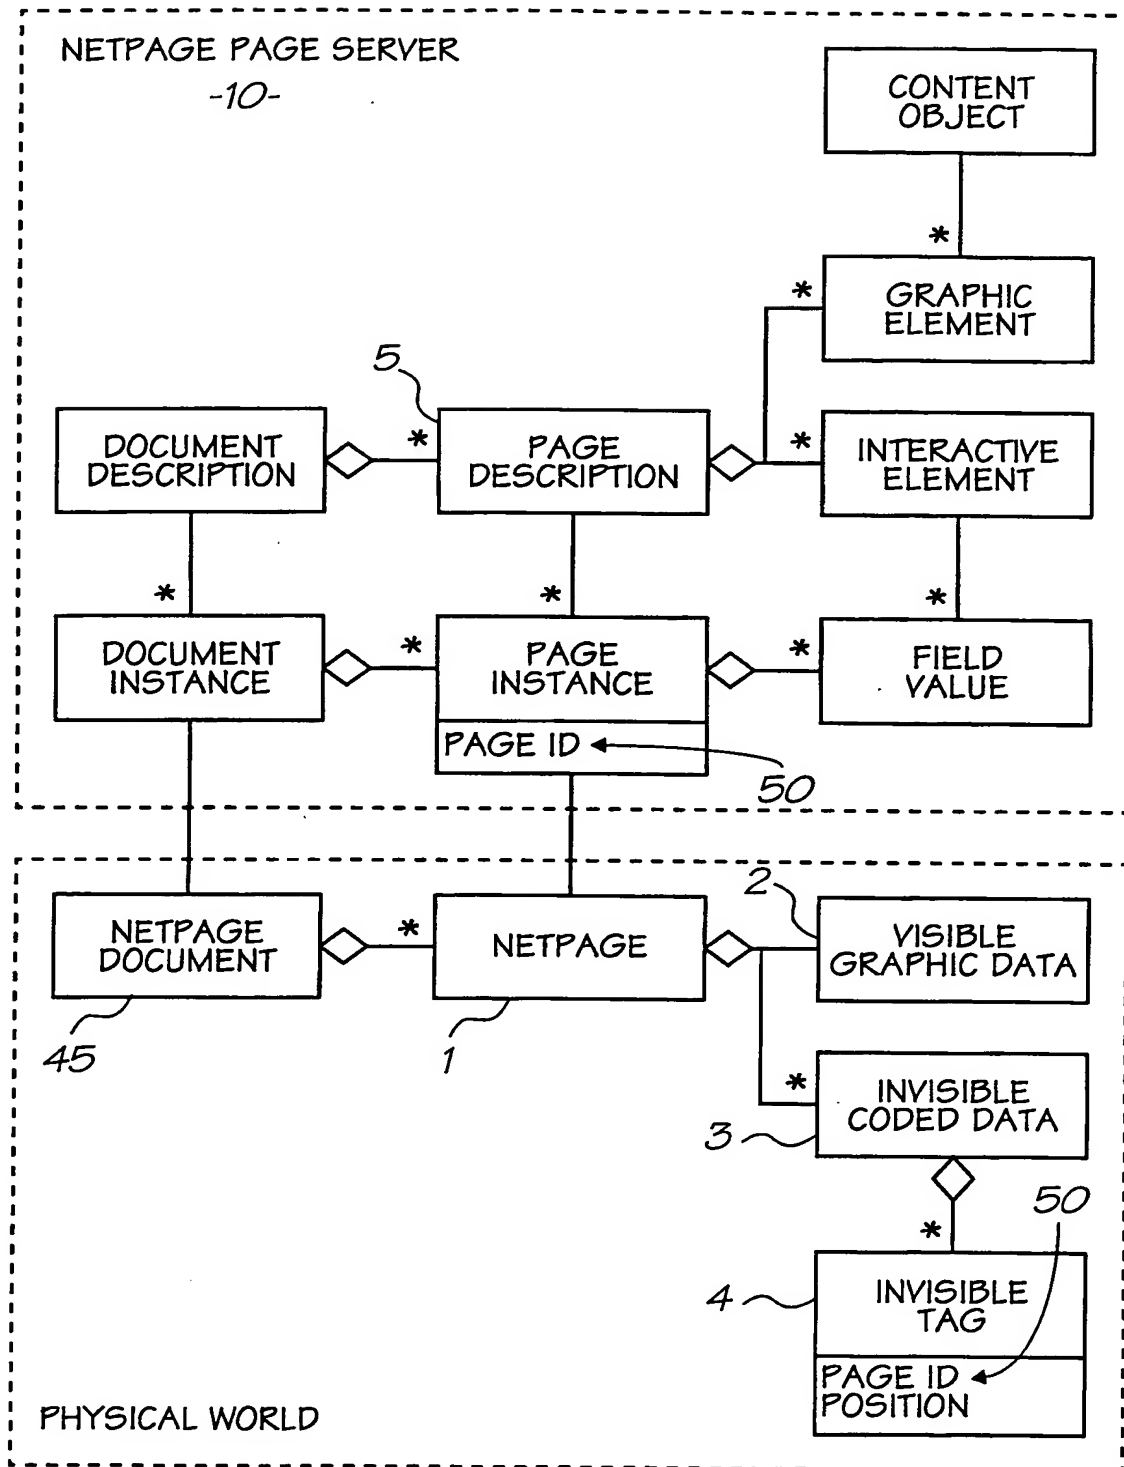 NETPAGE PAGE SERVER
-10-
CONTENT
OBJECT
*
GRAPHIC
ELEMENT
*
5
DOCUMENT
DESCRIPTION
*
PAGE
DESCRIPTION
*
INTERACTIVE
ELEMENT
*
*
*
DOCUMENT
INSTANCE
*
PAGE
INSTANCE
*
FIELD
VALUE
PAGE ID
50
NETPAGE
DOCUMENT
*
NETPAGE
2
VISIBLE
GRAPHIC DATA
45
1
*
INVISIBLE
CODED DATA
3
50
*
4
INVISIBLE
TAG
PAGE ID
POSITION
PHYSICAL WORLD